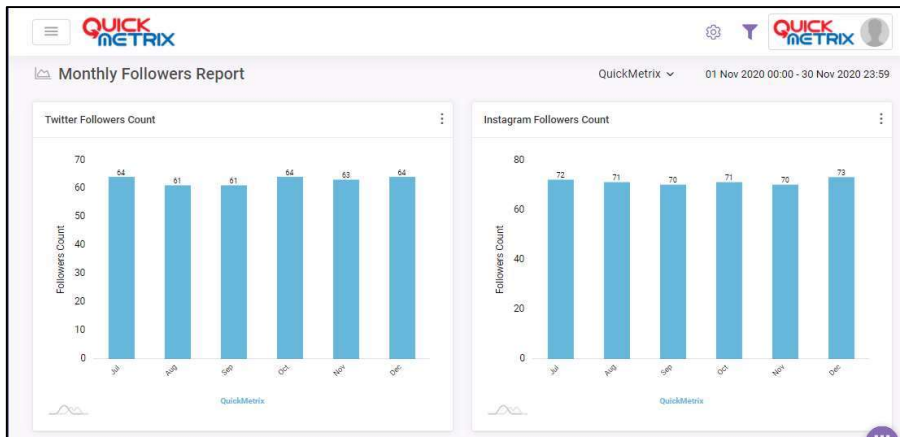 QUICK
METRIX
QUICK
METRIX
Monthly Followers Report
QuickMetrix
01 Nov 2020 00:00 - 30 Nov 2020 23:59
Twitter Followers Count
70
60
50
40
30
20
10
0
Followers Count
64
61
61
64
63
64
Jul
Aug
Sep
Oct
Nov
Dec
QuickMetrix
Instagram Followers Count
80
60
40
20
0
Followers Count
72
71
70
71
70
73
Jul
Aug
Sep
Oct
Nov
Dec
QuickMetrix